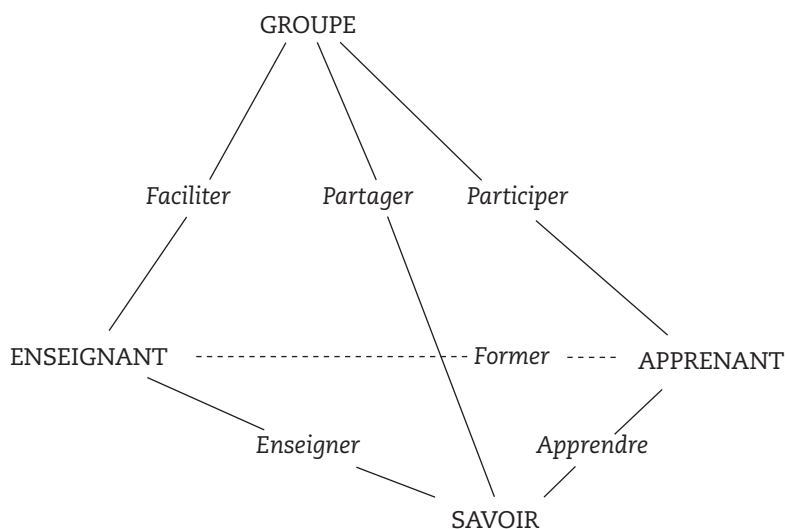 GROUPE
Faciliter Partager Participer
ENSEIGNANT Former APPRENANT
Enseigner Apprendre
SAVOIR